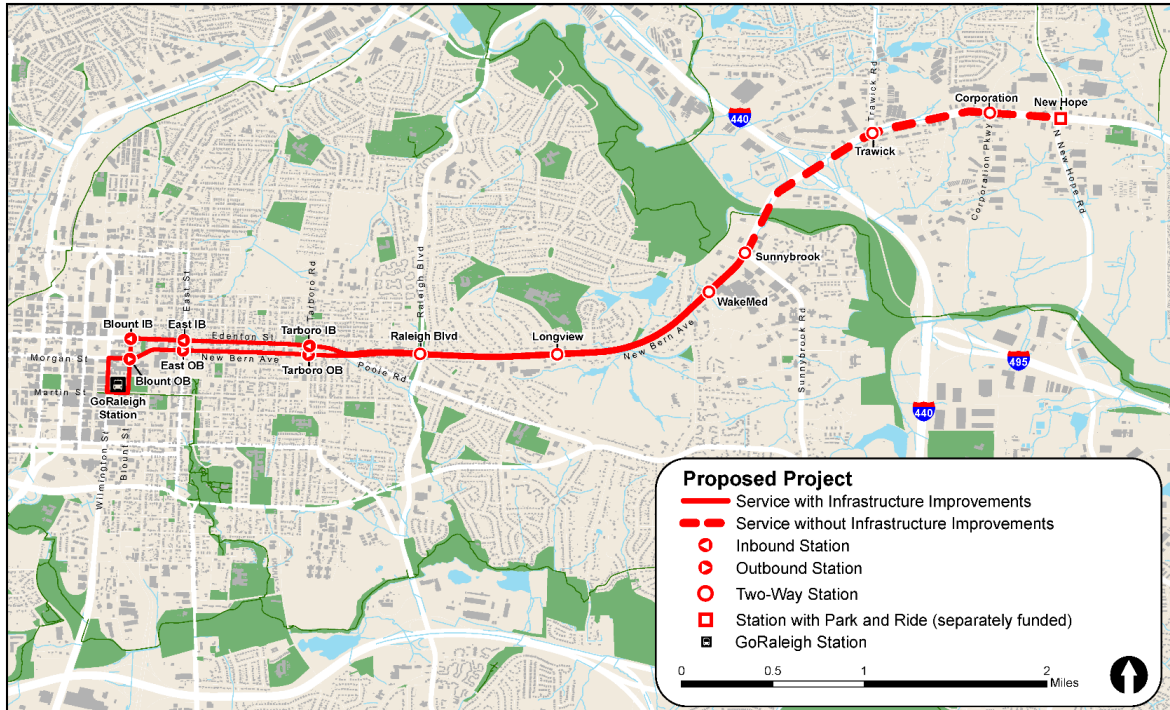 440
Trawick Rd
Corporation
New Hope
Trawick
Corporation Pkwy
N New Hope Rd
Sunnybrook
WakeMed
Sunnybrook Rd
Raleigh Blvd
Tarboro Rd
East St
Blount IB
East IB
Edenton St
Tarboro IB
Raleigh Blvd
Longview
New Bern Ave
Morgan St
New Bern Ave
East OB
Tarboro OB
Poole Rd
Blount OB
Martin St
GoRaleigh
Station
Wilmington St
Blount St
495
440
Proposed Project
Service with Infrastructure Improvements
Service without Infrastructure Improvements
Inbound Station
Outbound Station
Two-Way Station
Station with Park and Ride (separately funded)
GoRaleigh Station
0 0.5 1 2
Miles